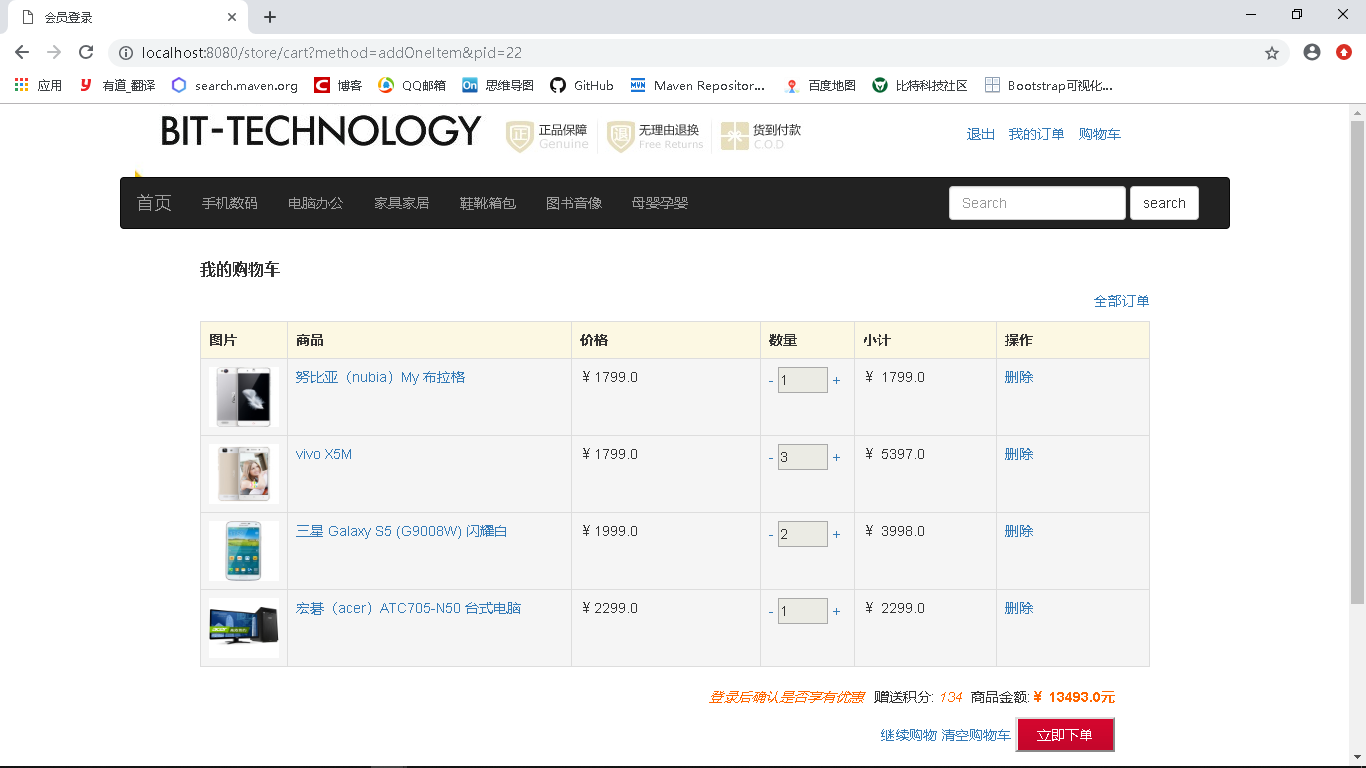 会员登录
localhost:8080/store/cart?method=addOneItem&pid=22
应用 有道_翻译 search.maven.org 博客 QQ邮箱 思维导图 GitHub Maven Repositor... 百度地图 比特科技社区 Bootstrap可视化...
BIT-TECHNOLOGY 正 正品保障 Genuine 退 无理由退换 Free Returns 货到付款 C.O.D 退出 我的订单 购物车
首页 手机数码 电脑办公 家具家居 鞋靴箱包 图书音像 母婴孕婴 Search search
我的购物车
全部订单
图片 商品 价格 数量 小计 操作
努比亚（nubia）My 布拉格 ￥1799.0 - 1 + ￥ 1799.0 删除
vivo X5M ￥1799.0 - 3 + ￥ 5397.0 删除
三星 Galaxy S5 (G9008W) 闪耀白 ￥1999.0 - 2 + ￥ 3998.0 删除
宏碁（acer）ATC705-N50 台式电脑 ￥2299.0 - 1 + ￥ 2299.0 删除
登录后确认是否享有优惠 赠送积分: 134 商品金额: ￥ 13493.0元
继续购物 清空购物车 立即下单